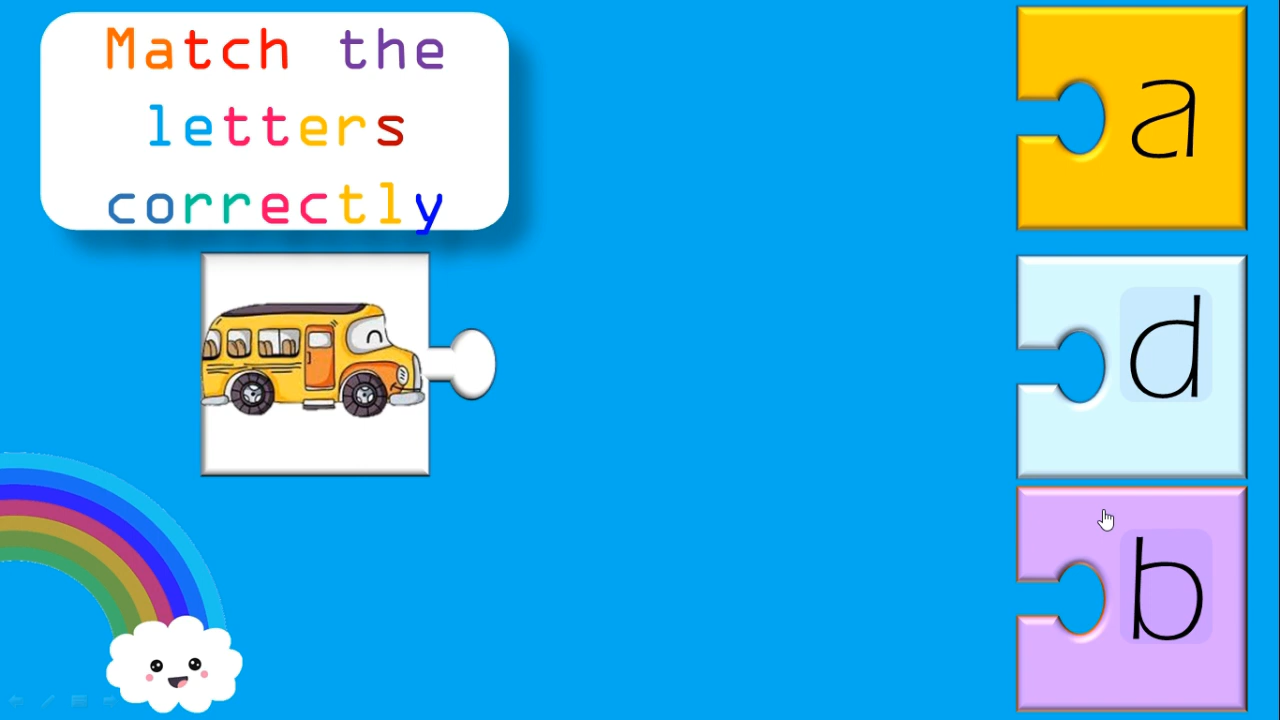 Match the
letters
correctly
a
d
b